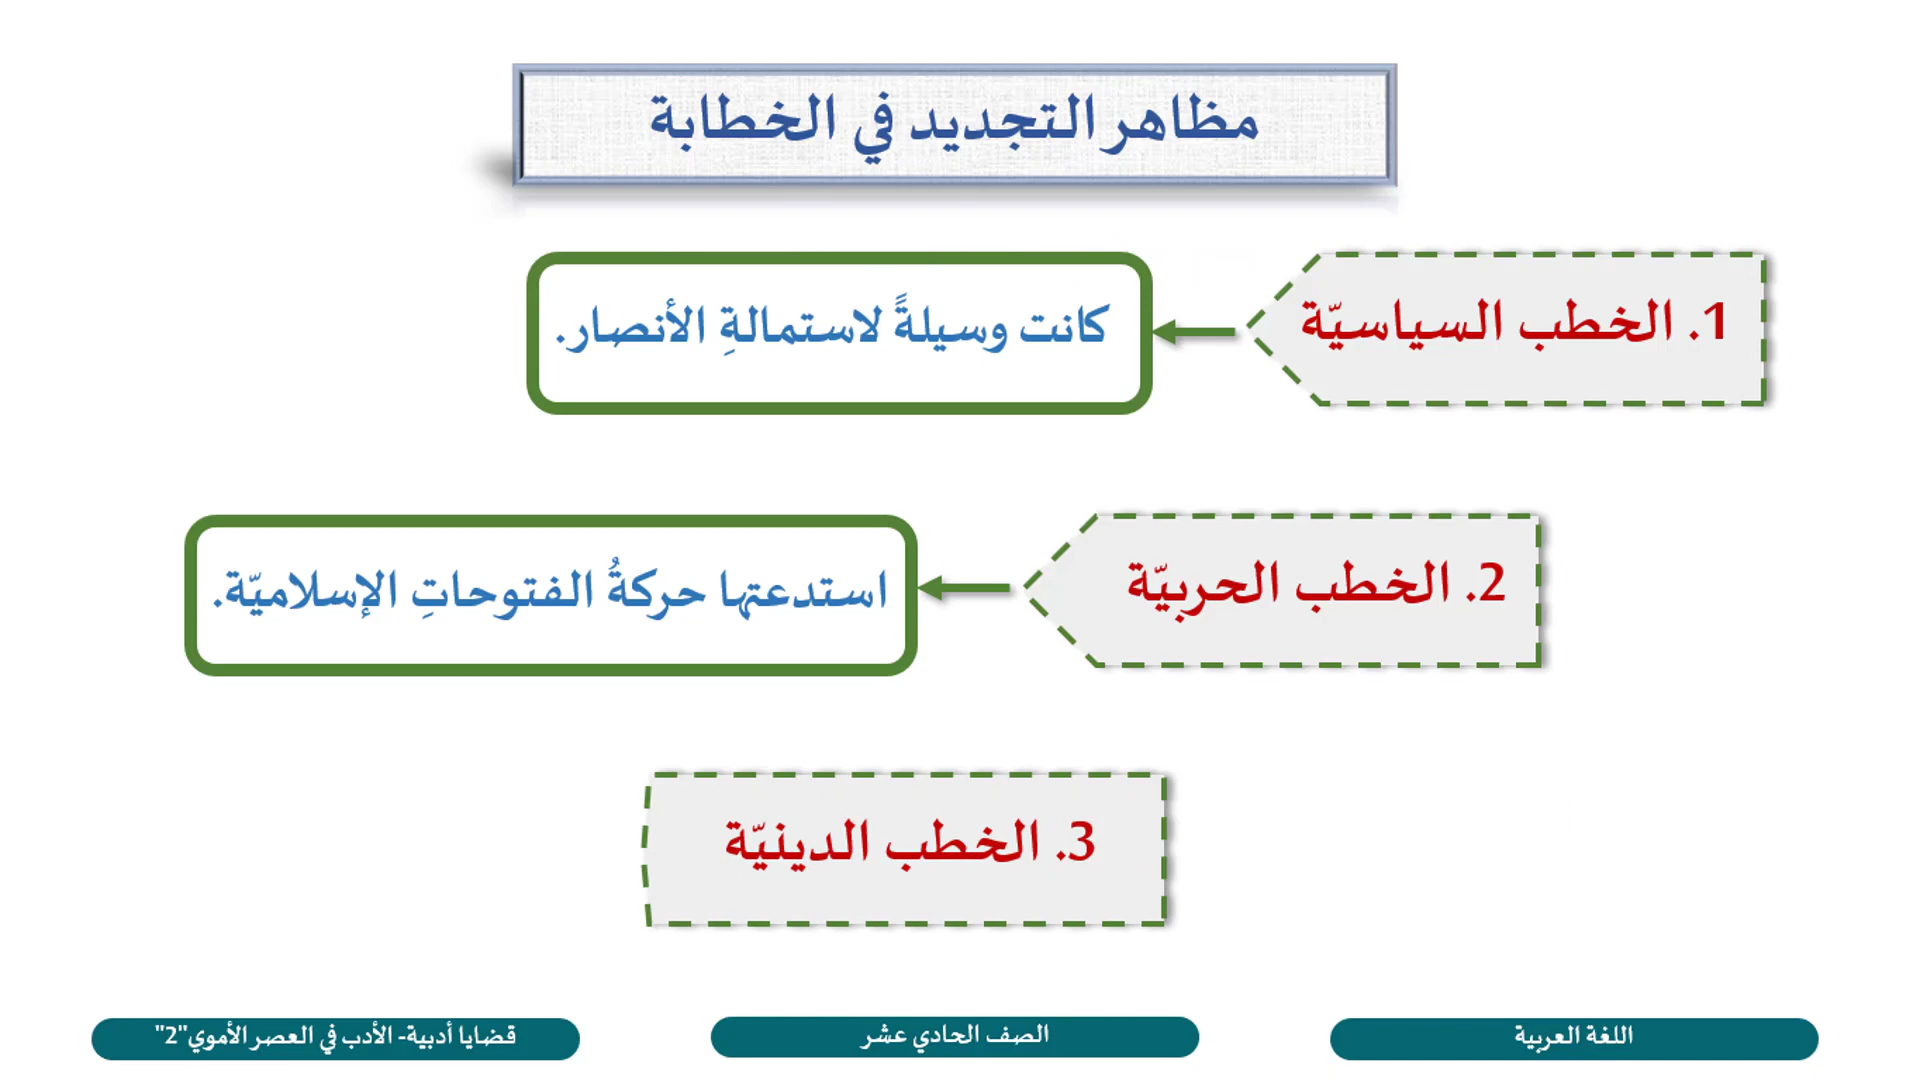 مظاهر التجديد في الخطابة
1. الخطب السياسيّة
كانت وسيلةً لاستمالةِ الأنصار.
2. الخطب الحربيّة
استدعتها حركةُ الفتوحاتِ الإسلاميّة.
3. الخطب الدينيّة
اللغة العربية
الصف الحادي عشر
قضايا أدبية- الأدب في العصر الأموي"2"